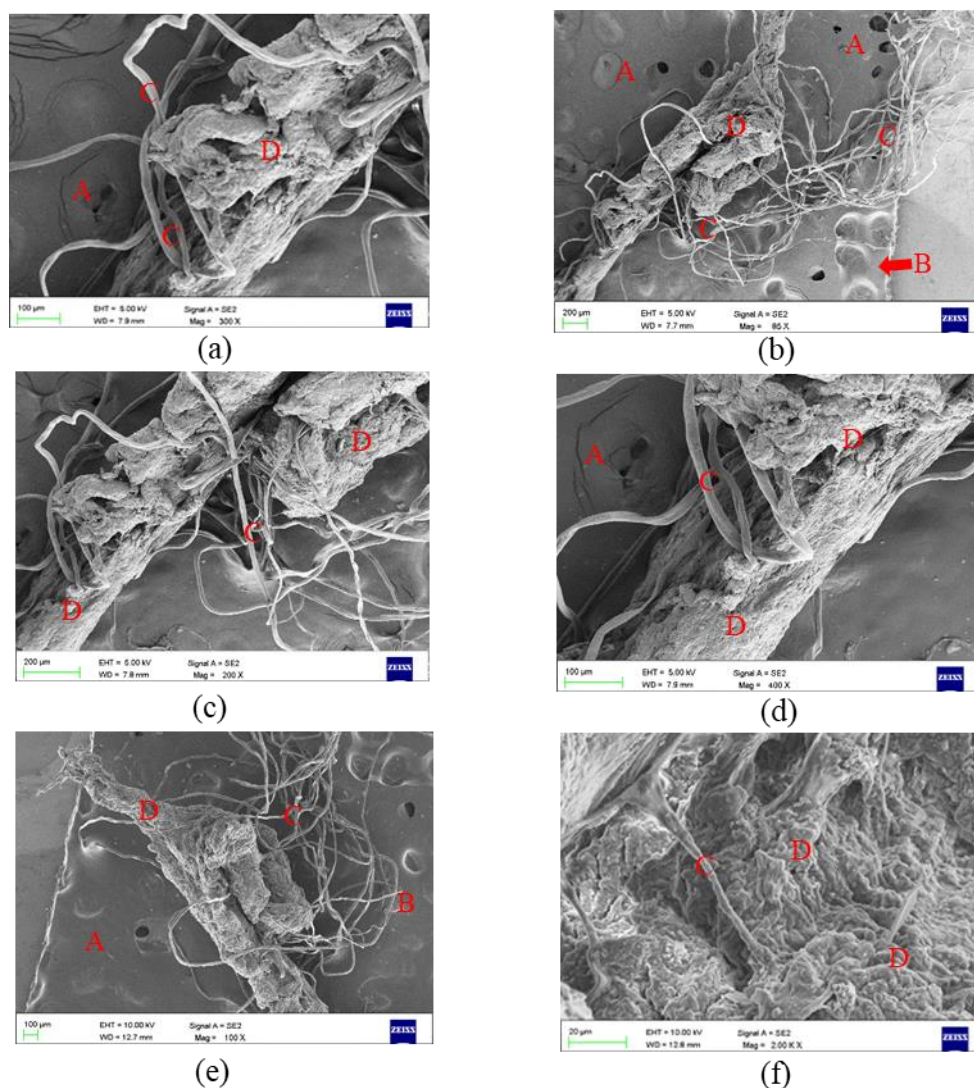 C
D
A
C
100 µm
EHT = 5.00 kV
WD = 7.9 mm
Signal A = SE2
Mag = 300 X
ZEISS
(a)
A
A
D
C
C
B
200 µm
EHT = 5.00 kV
WD = 7.7 mm
Signal A = SE2
Mag = 85 X
ZEISS
(b)
D
C
D
200 µm
EHT = 5.00 kV
WD = 7.8 mm
Signal A = SE2
Mag = 200 X
ZEISS
(c)
D
A
C
D
100 µm
EHT = 5.00 kV
WD = 7.9 mm
Signal A = SE2
Mag = 400 X
ZEISS
(d)
D
C
B
A
100 µm
EHT = 10.00 kV
WD = 12.7 mm
Signal A = SE2
Mag = 100 X
ZEISS
(e)
D
C
D
20 µm
EHT = 10.00 kV
WD = 12.6 mm
Signal A = SE2
Mag = 2.00 K X
ZEISS
(f)